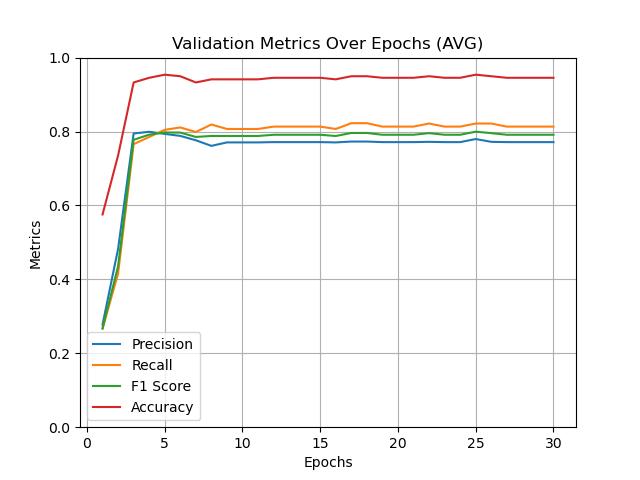 Validation Metrics Over Epochs (AVG)
1.0
0.8
0.6
0.4
0.2
0.0
Metrics
Precision
Recall
F1 Score
Accuracy
0 5 10 15 20 25 30
Epochs